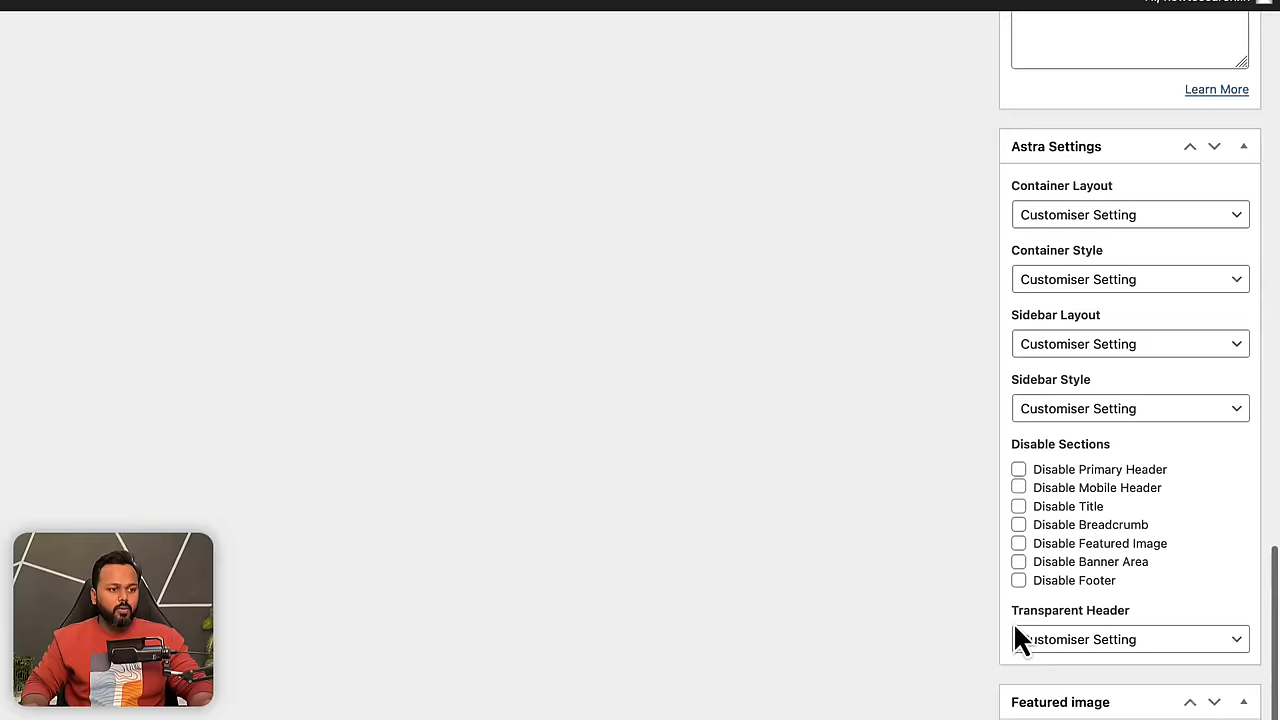 Learn More
Astra Settings
Container Layout
Customiser Setting
Container Style
Customiser Setting
Sidebar Layout
Customiser Setting
Sidebar Style
Customiser Setting
Disable Sections
Disable Primary Header
Disable Mobile Header
Disable Title
Disable Breadcrumb
Disable Featured Image
Disable Banner Area
Disable Footer
Transparent Header
Customiser Setting
Featured image